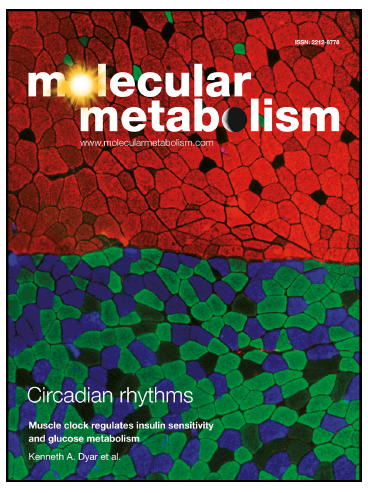 ISSN: 2212-8778
molecular
metabolism
www.molecularmetabolism.com
Circadian rhythms
Muscle clock regulates insulin sensitivity
and glucose metabolism
Kenneth A. Dyar et al.